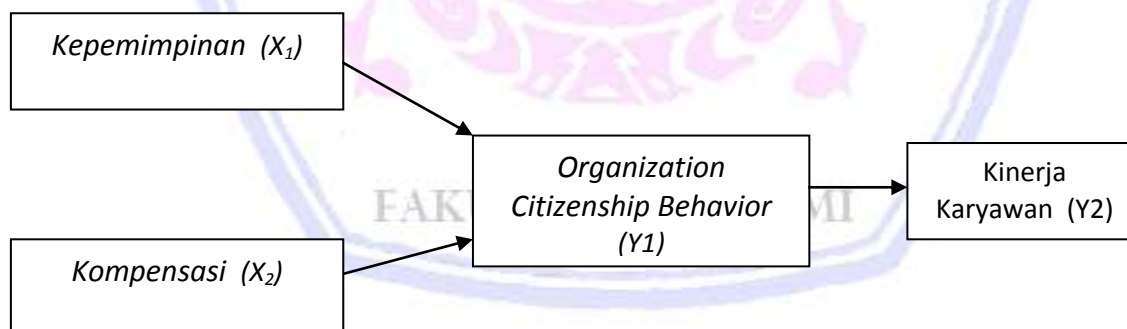 Kepemimpinan (X₁)
Kompensasi (X₂)
Organization
Citizenship Behavior
(Y1)
Kinerja
Karyawan (Y2)